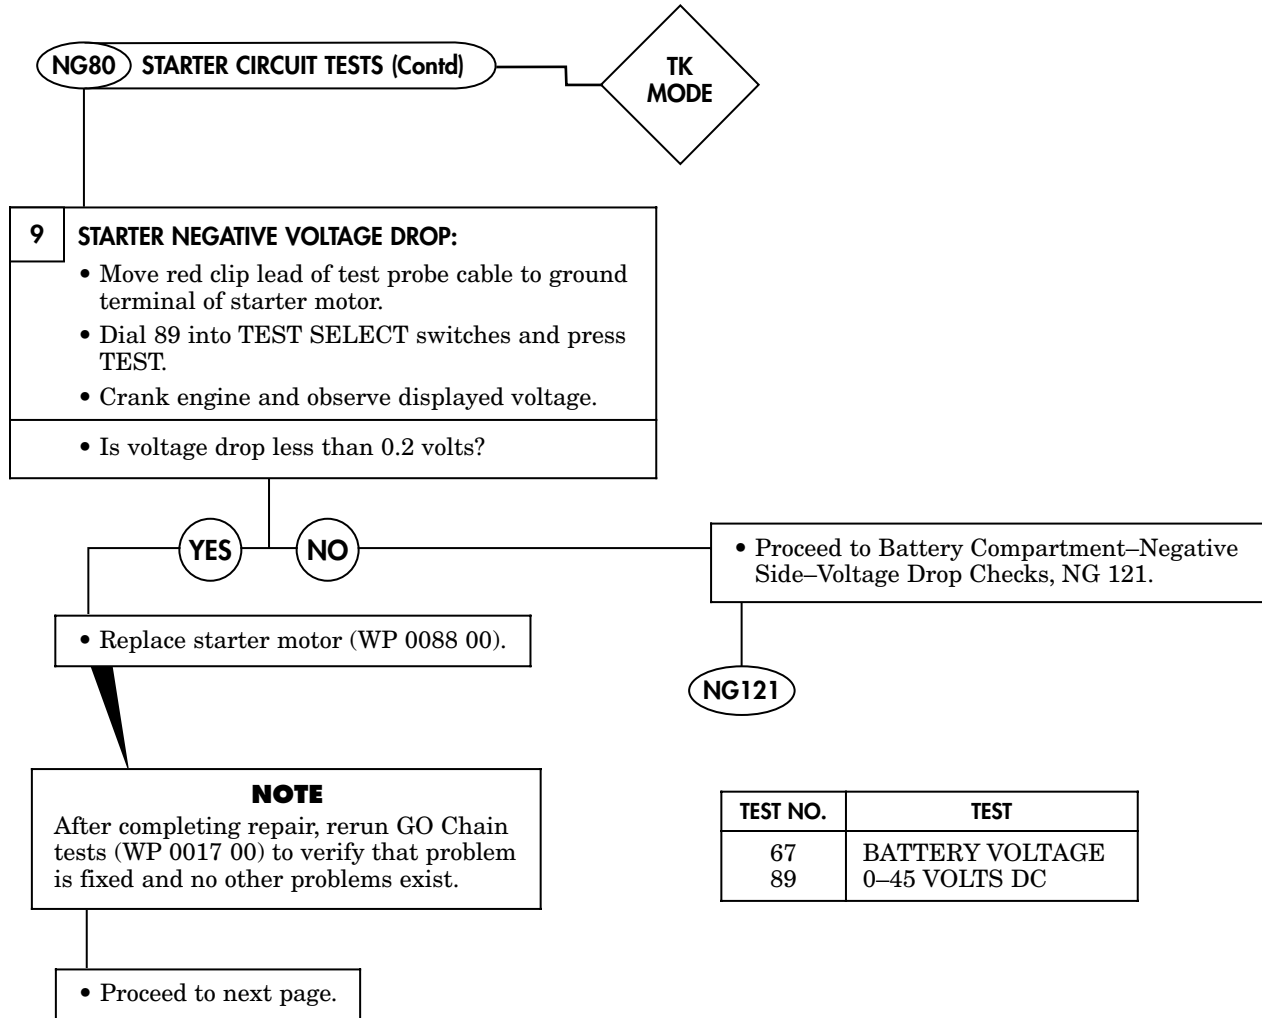 NG80 STARTER CIRCUIT TESTS (Contd)
TK
MODE
9 STARTER NEGATIVE VOLTAGE DROP:
• Move red clip lead of test probe cable to ground
terminal of starter motor.
• Dial 89 into TEST SELECT switches and press
TEST.
• Crank engine and observe displayed voltage.
• Is voltage drop less than 0.2 volts?
YES NO
• Proceed to Battery Compartment–Negative
Side–Voltage Drop Checks, NG 121.
• Replace starter motor (WP 0088 00).
NG121
NOTE
After completing repair, rerun GO Chain
tests (WP 0017 00) to verify that problem
is fixed and no other problems exist.
TEST NO. TEST
67 BATTERY VOLTAGE
89 0–45 VOLTS DC
• Proceed to next page.